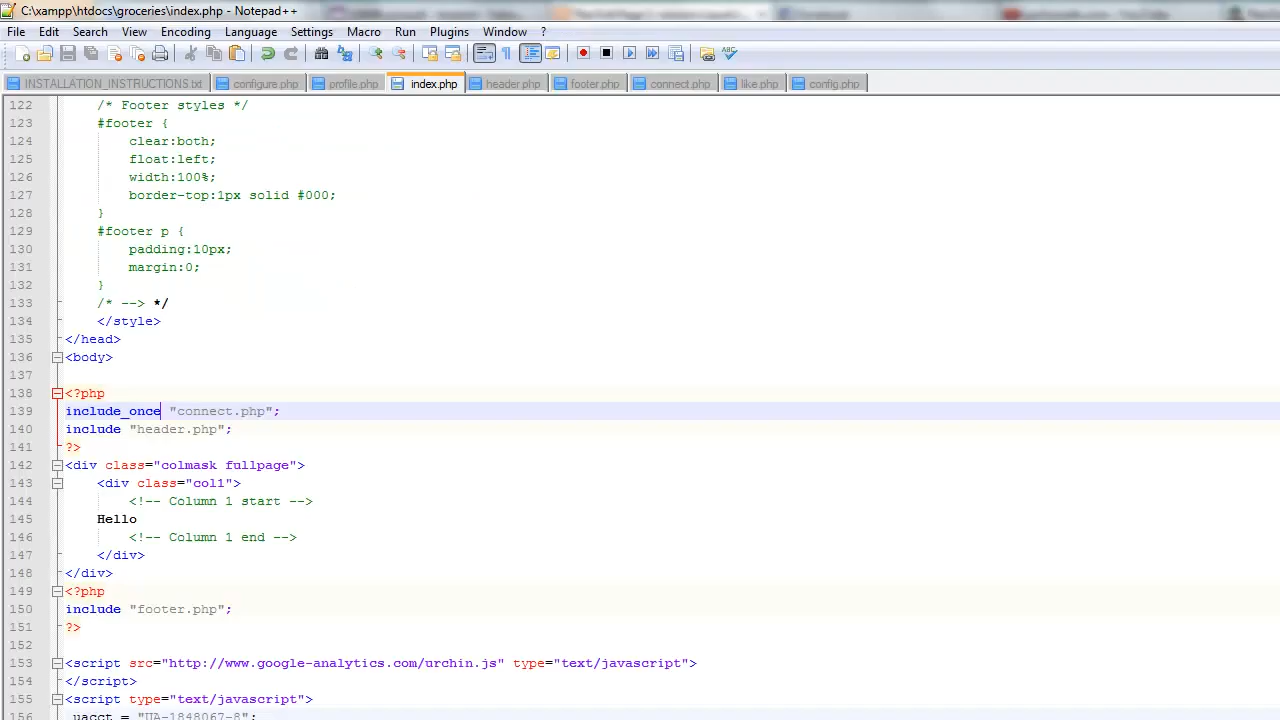 C:\xampp\htdocs\groceries\index.php - Notepad++
File Edit Search View Encoding Language Settings Macro Run Plugins Window ?
INSTALLATION_INSTRUCTIONS.txt configure.php profile.php index.php header.php footer.php connect.php like.php config.php
122 /* Footer styles */
123 #footer {
124 clear:both;
125 float:left;
126 width:100%;
127 border-top:1px solid #000;
128 }
129 #footer p {
130 padding:10px;
131 margin:0;
132 }
133 /* --> */
134 </style>
135 </head>
136 <body>
137
138 <?php
139 include_once "connect.php";
140 include "header.php";
141 ?>
142 <div class="colmask fullpage">
143 <div class="col1">
144 <!-- Column 1 start -->
145 Hello
146 <!-- Column 1 end -->
147 </div>
148 </div>
149 <?php
150 include "footer.php";
151 ?>
152
153 <script src="http://www.google-analytics.com/urchin.js" type="text/javascript">
154 </script>
155 <script type="text/javascript">
156 _uacct = "UA-1848067-8";